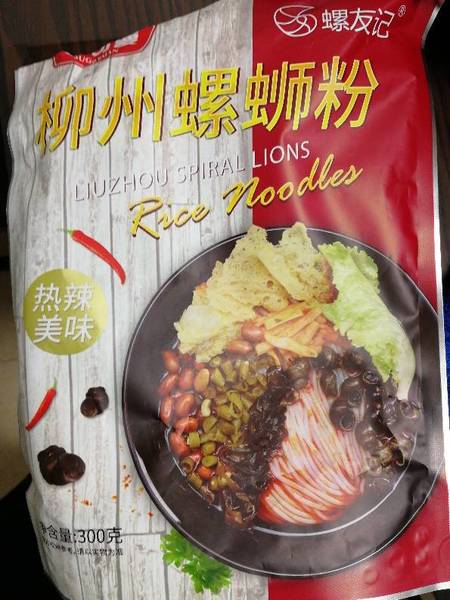 螺友记®
柳州螺蛳粉
LIUZHOU SPIRAL LIONS
Rice Noodles
热辣
美味
净含量:300克